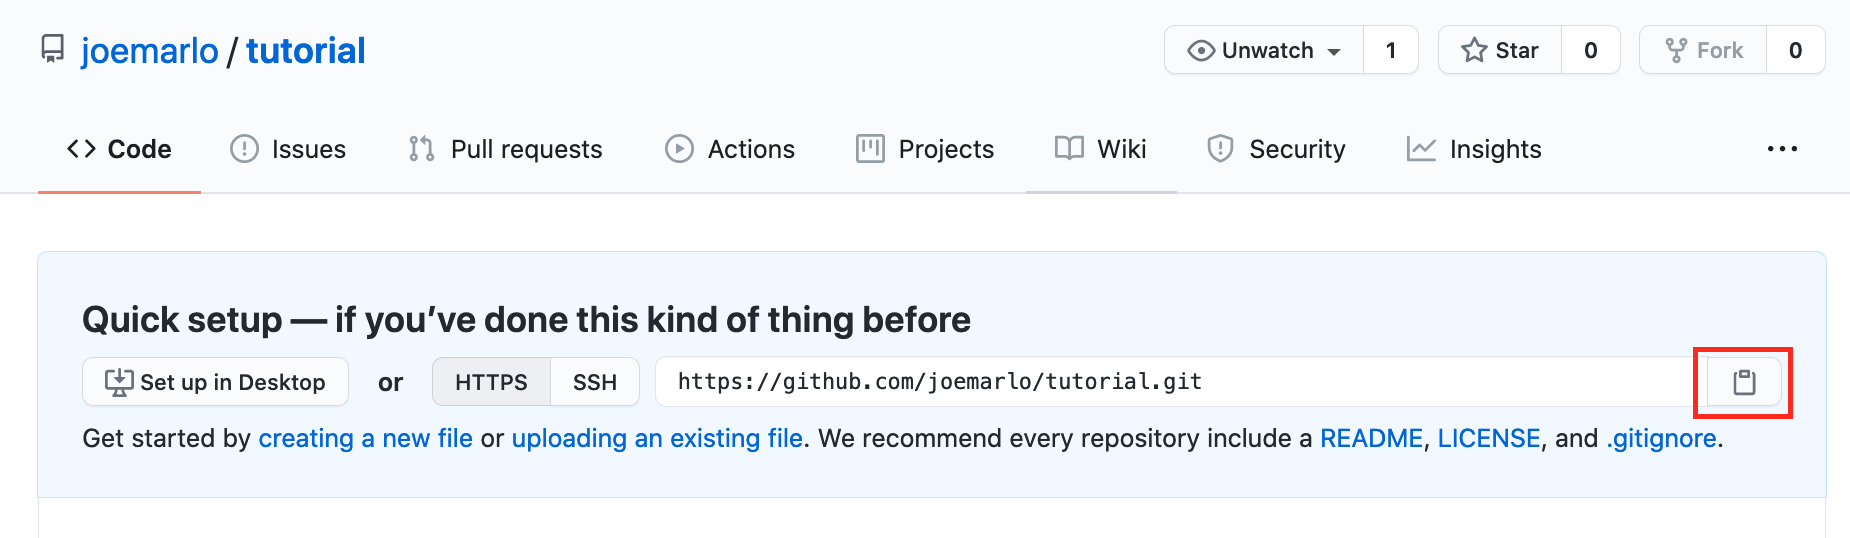 joemarlo / tutorial
Unwatch 1 Star 0 Fork 0
Code Issues Pull requests Actions Projects Wiki Security Insights ...
Quick setup — if you’ve done this kind of thing before
Set up in Desktop or HTTPS SSH https://github.com/joemarlo/tutorial.git
Get started by creating a new file or uploading an existing file. We recommend every repository include a README, LICENSE, and .gitignore.